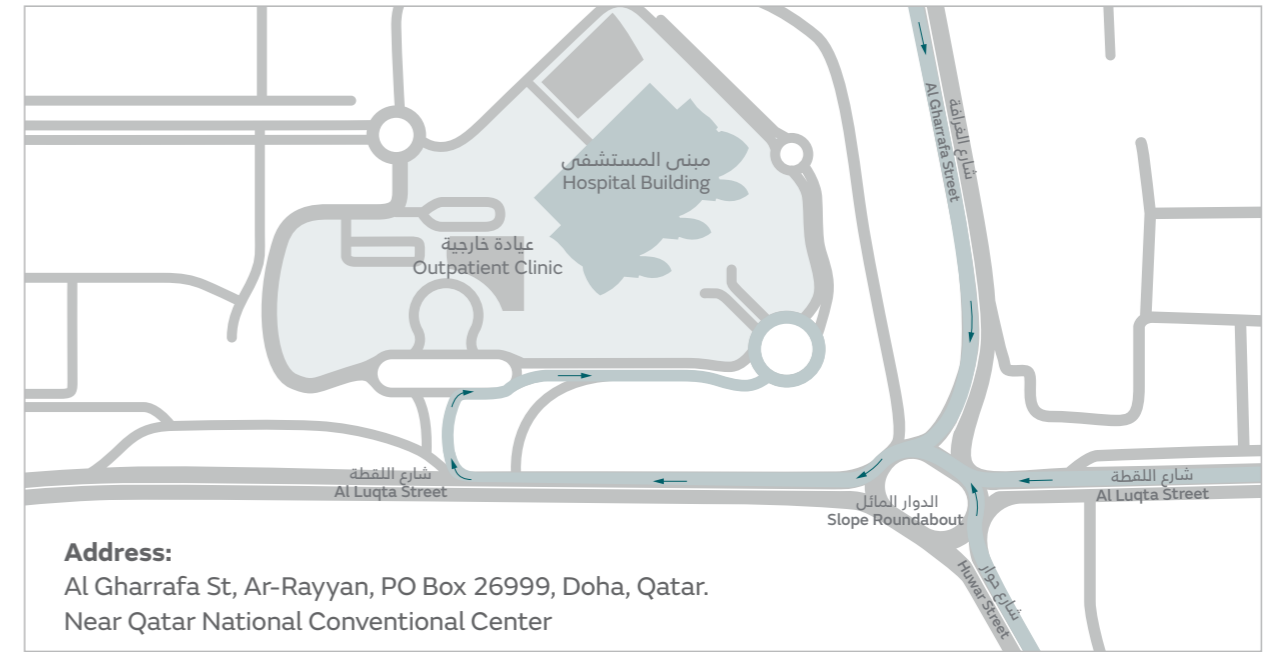 شارع الغرافة
Al Gharrafa Street
مبنى المستشفى
Hospital Building
عيادة خارجية
Outpatient Clinic
شارع اللقطة
Al Luqta Street
شارع اللقطة
Al Luqta Street
الدوار المائل
Slope Roundabout
شارع حوار
Huwar Street
Address:
Al Gharrafa St, Ar-Rayyan, PO Box 26999, Doha, Qatar.
Near Qatar National Conventional Center